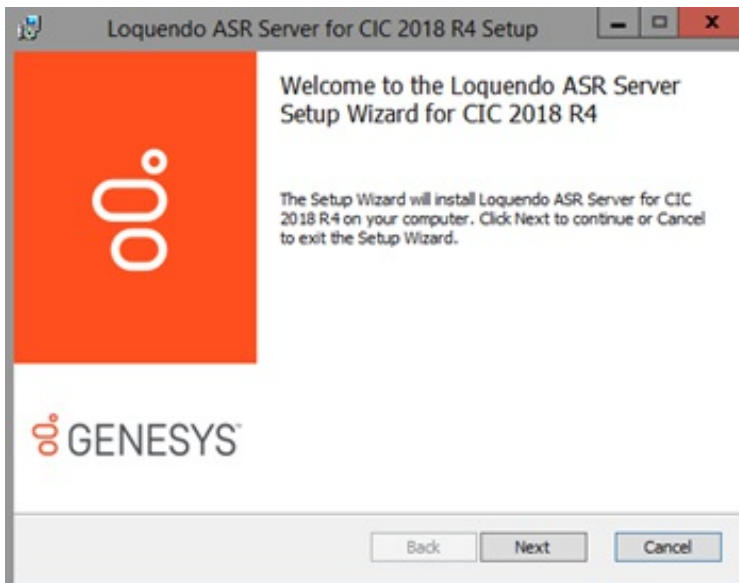 Loquendo ASR Server for CIC 2018 R4 Setup
Welcome to the Loquendo ASR Server
Setup Wizard for CIC 2018 R4
The Setup Wizard will install Loquendo ASR Server for CIC
2018 R4 on your computer. Click Next to continue or Cancel
to exit the Setup Wizard.
GENESYS™
Back
Next
Cancel